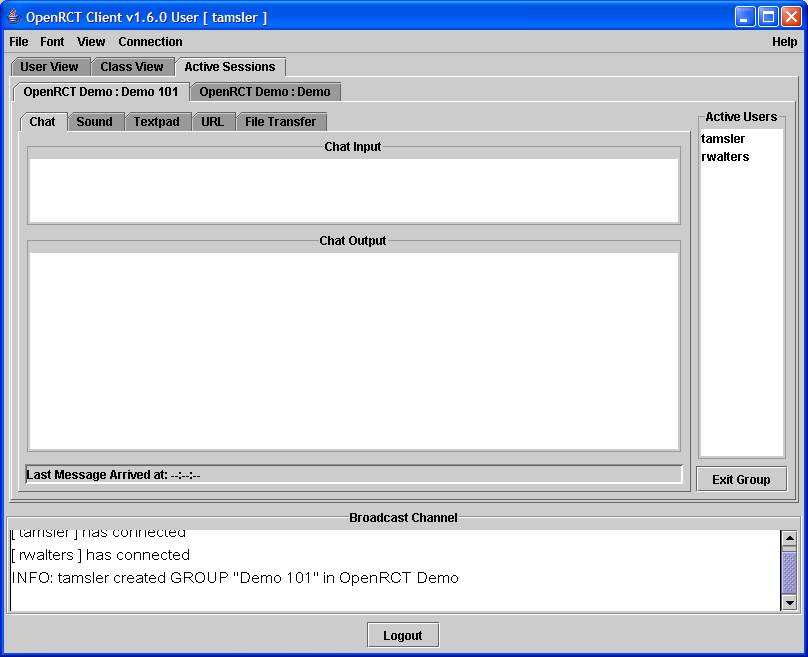 OpenRCT Client v1.6.0 User [ tamsler ]
File Font View Connection Help
User View Class View Active Sessions
OpenRCT Demo : Demo 101 OpenRCT Demo : Demo
Chat Sound Textpad URL File Transfer
Chat Input
Chat Output
Last Message Arrived at: --:--:--
Active Users
tamsler
rwalters
Exit Group
Broadcast Channel
[ tamsler ] has connected
[ rwalters ] has connected
INFO: tamsler created GROUP "Demo 101" in OpenRCT Demo
Logout